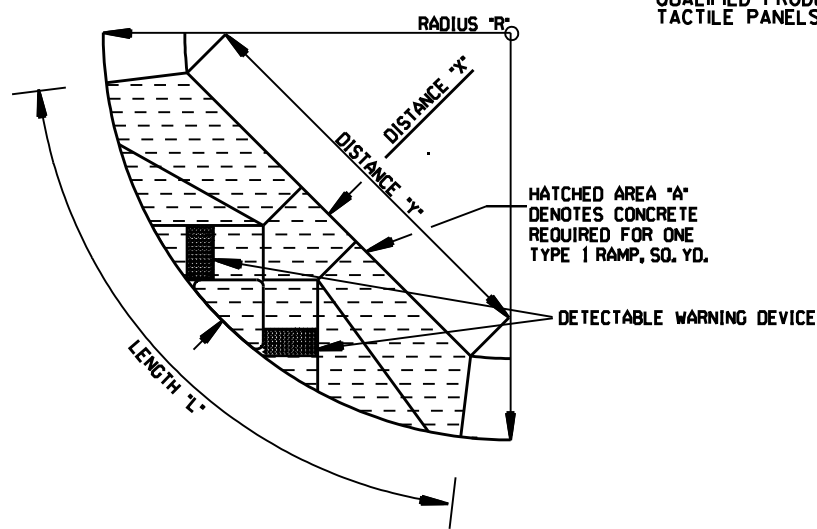 TACTILE PANELS
RADIUS "R"
DISTANCE "X"
DISTANCE "Y"
HATCHED AREA "A"
DENOTES CONCRETE
REQUIRED FOR ONE
TYPE 1 RAMP, SQ. YD.
DETECTABLE WARNING DEVICE
LENGTH "L"